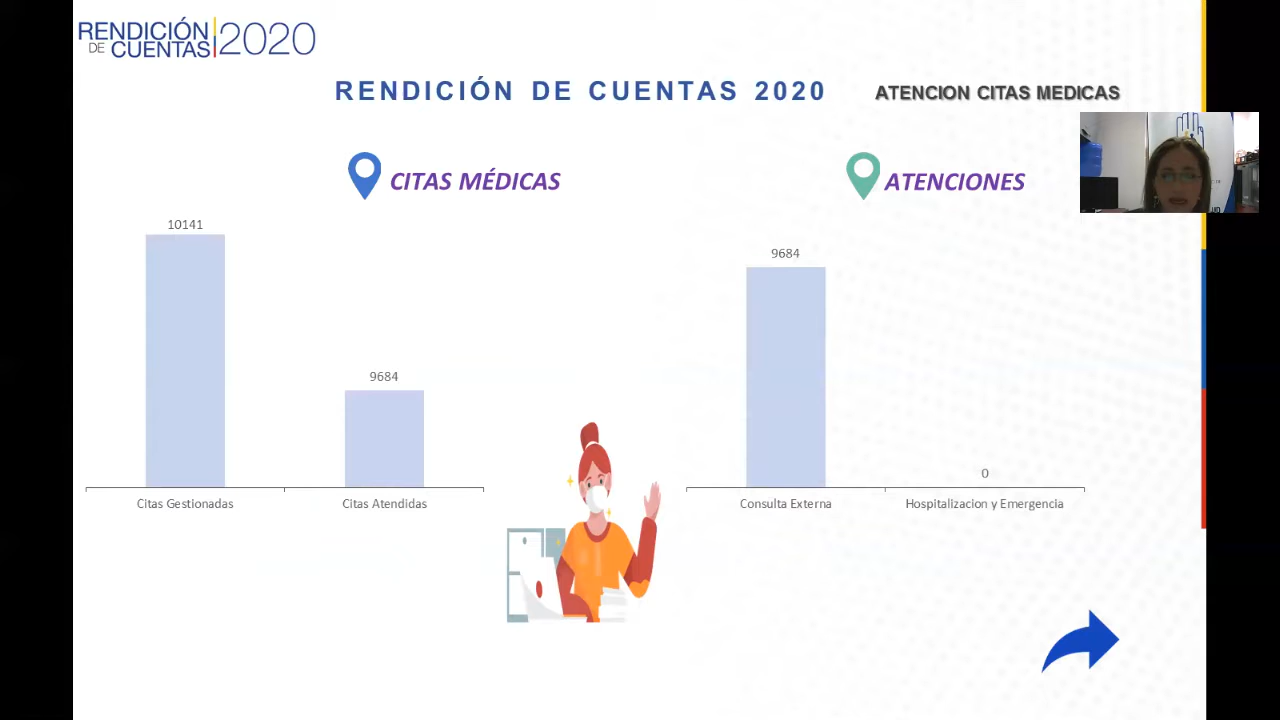 RENDICIÓN
DE CUENTAS 2020
RENDICIÓN DE CUENTAS 2020
ATENCION CITAS MEDICAS
CITAS MÉDICAS
ATENCIONES
10141
9684
Citas Gestionadas
Citas Atendidas
9684
0
Consulta Externa
Hospitalizacion y Emergencia